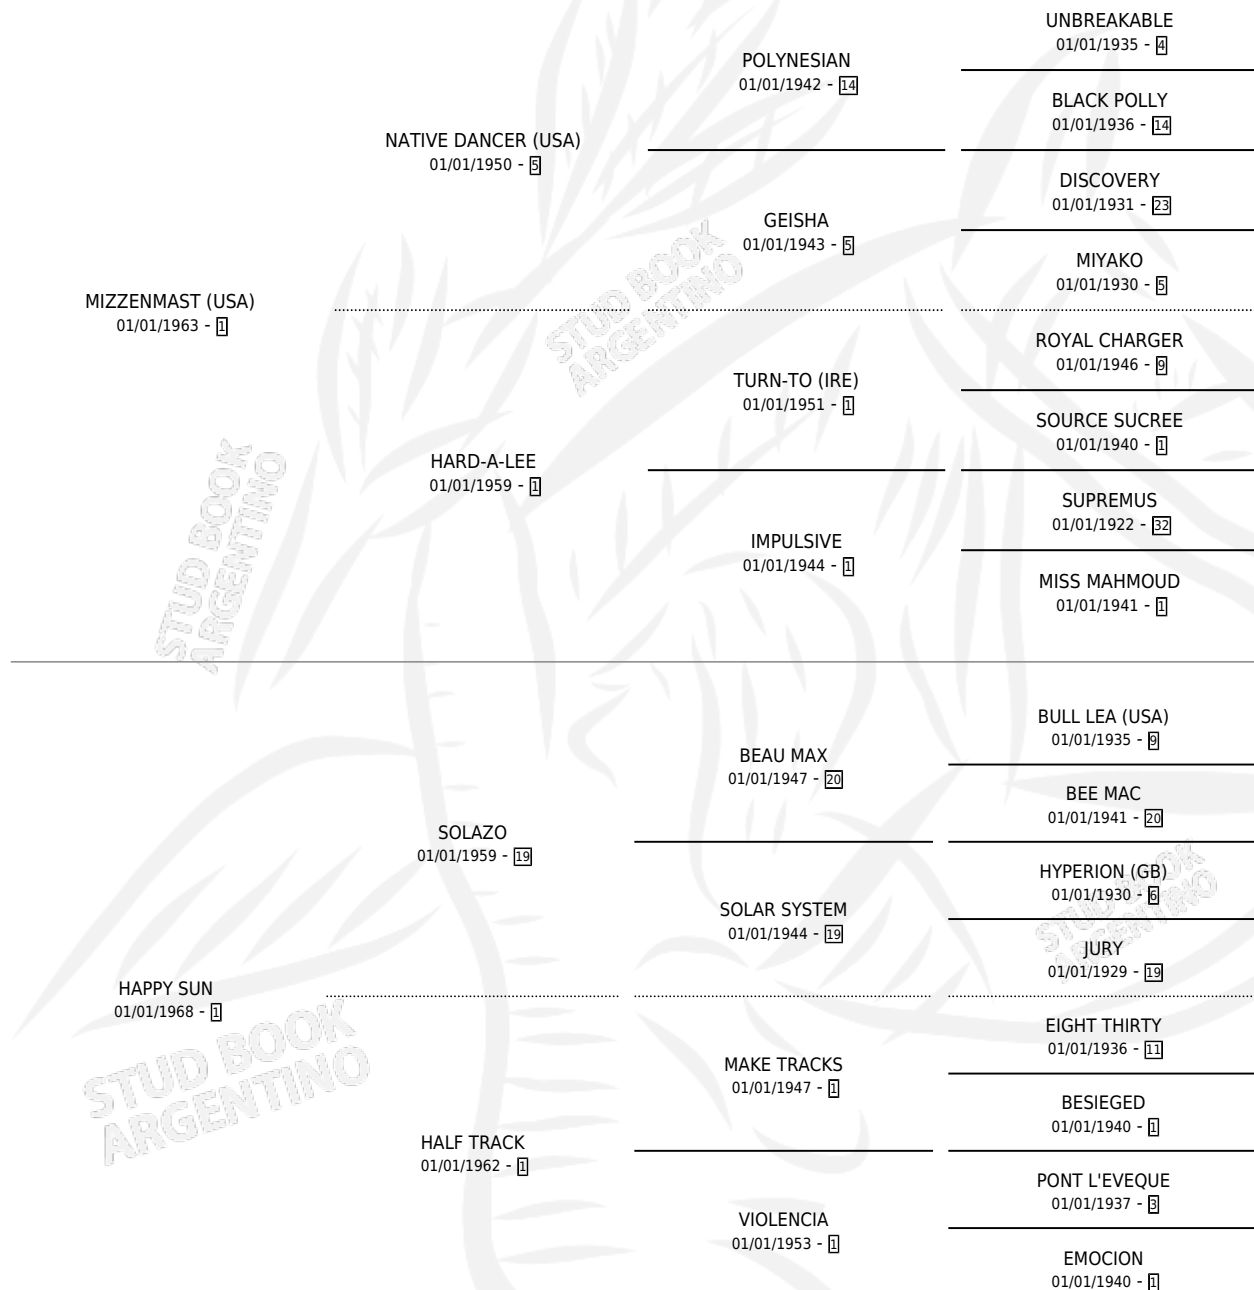 UNBREAKABLE
01/01/1935 - 4
POLYNESIAN
01/01/1942 - 14
BLACK POLLY
01/01/1936 - 14
NATIVE DANCER (USA)
01/01/1950 - 5
DISCOVERY
01/01/1931 - 23
GEISHA
01/01/1943 - 5
MIYAKO
01/01/1930 - 5
MIZZENMAST (USA)
01/01/1963 - 1
ROYAL CHARGER
01/01/1946 - 9
TURN-TO (IRE)
01/01/1951 - 1
SOURCE SUCREE
01/01/1940 - 1
HARD-A-LEE
01/01/1959 - 1
SUPREMUS
01/01/1922 - 32
IMPULSIVE
01/01/1944 - 1
MISS MAHMOUD
01/01/1941 - 1
BULL LEA (USA)
01/01/1935 - 9
BEAU MAX
01/01/1947 - 20
BEE MAC
01/01/1941 - 20
SOLAZO
01/01/1959 - 19
HYPERION (GB)
01/01/1930 - 6
SOLAR SYSTEM
01/01/1944 - 19
JURY
01/01/1929 - 19
HAPPY SUN
01/01/1968 - 1
EIGHT THIRTY
01/01/1936 - 11
MAKE TRACKS
01/01/1947 - 1
BESIEGED
01/01/1940 - 1
HALF TRACK
01/01/1962 - 1
PONT L'EVEQUE
01/01/1937 - 3
VIOLENCIA
01/01/1953 - 1
EMOCION
01/01/1940 - 1
STUD BOOK
ARGENTINO
STUD BOOK
ARGENTINO
STUD BOOK
ARGENTINO
STUD BOOK
ARGENTINO